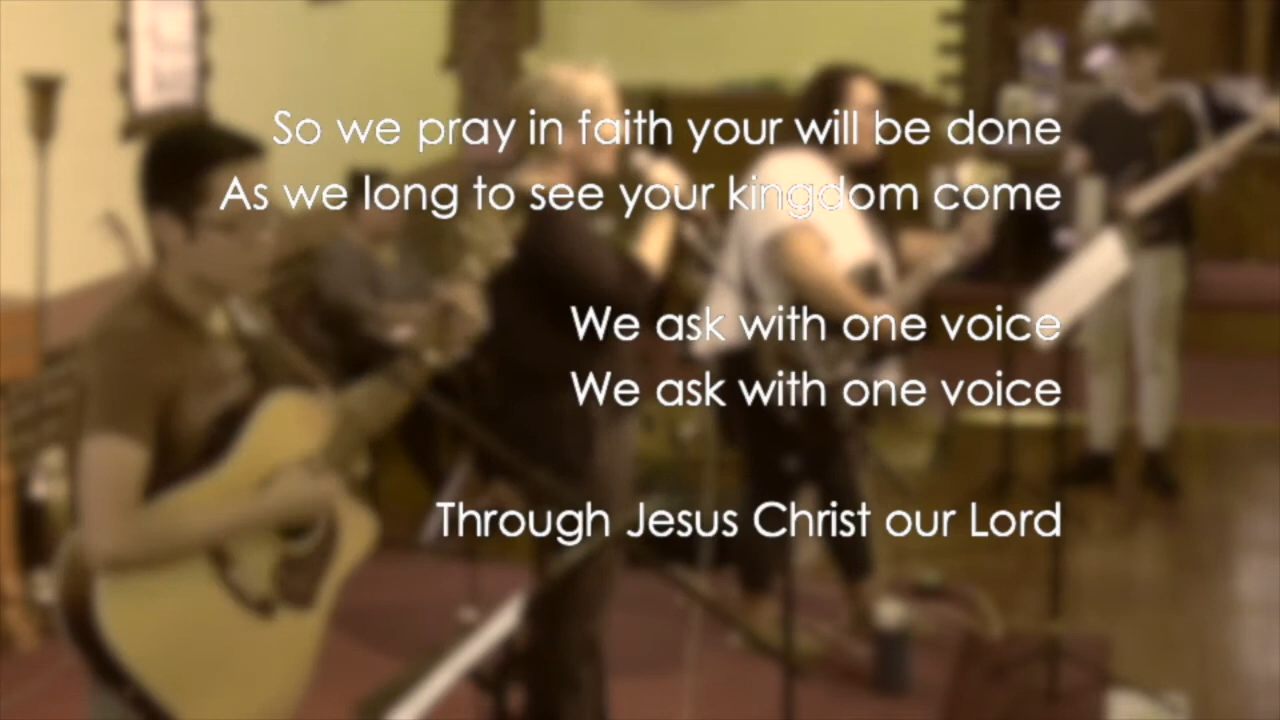 So we pray in faith your will be done
As we long to see your kingdom come
We ask with one voice
We ask with one voice
Through Jesus Christ our Lord